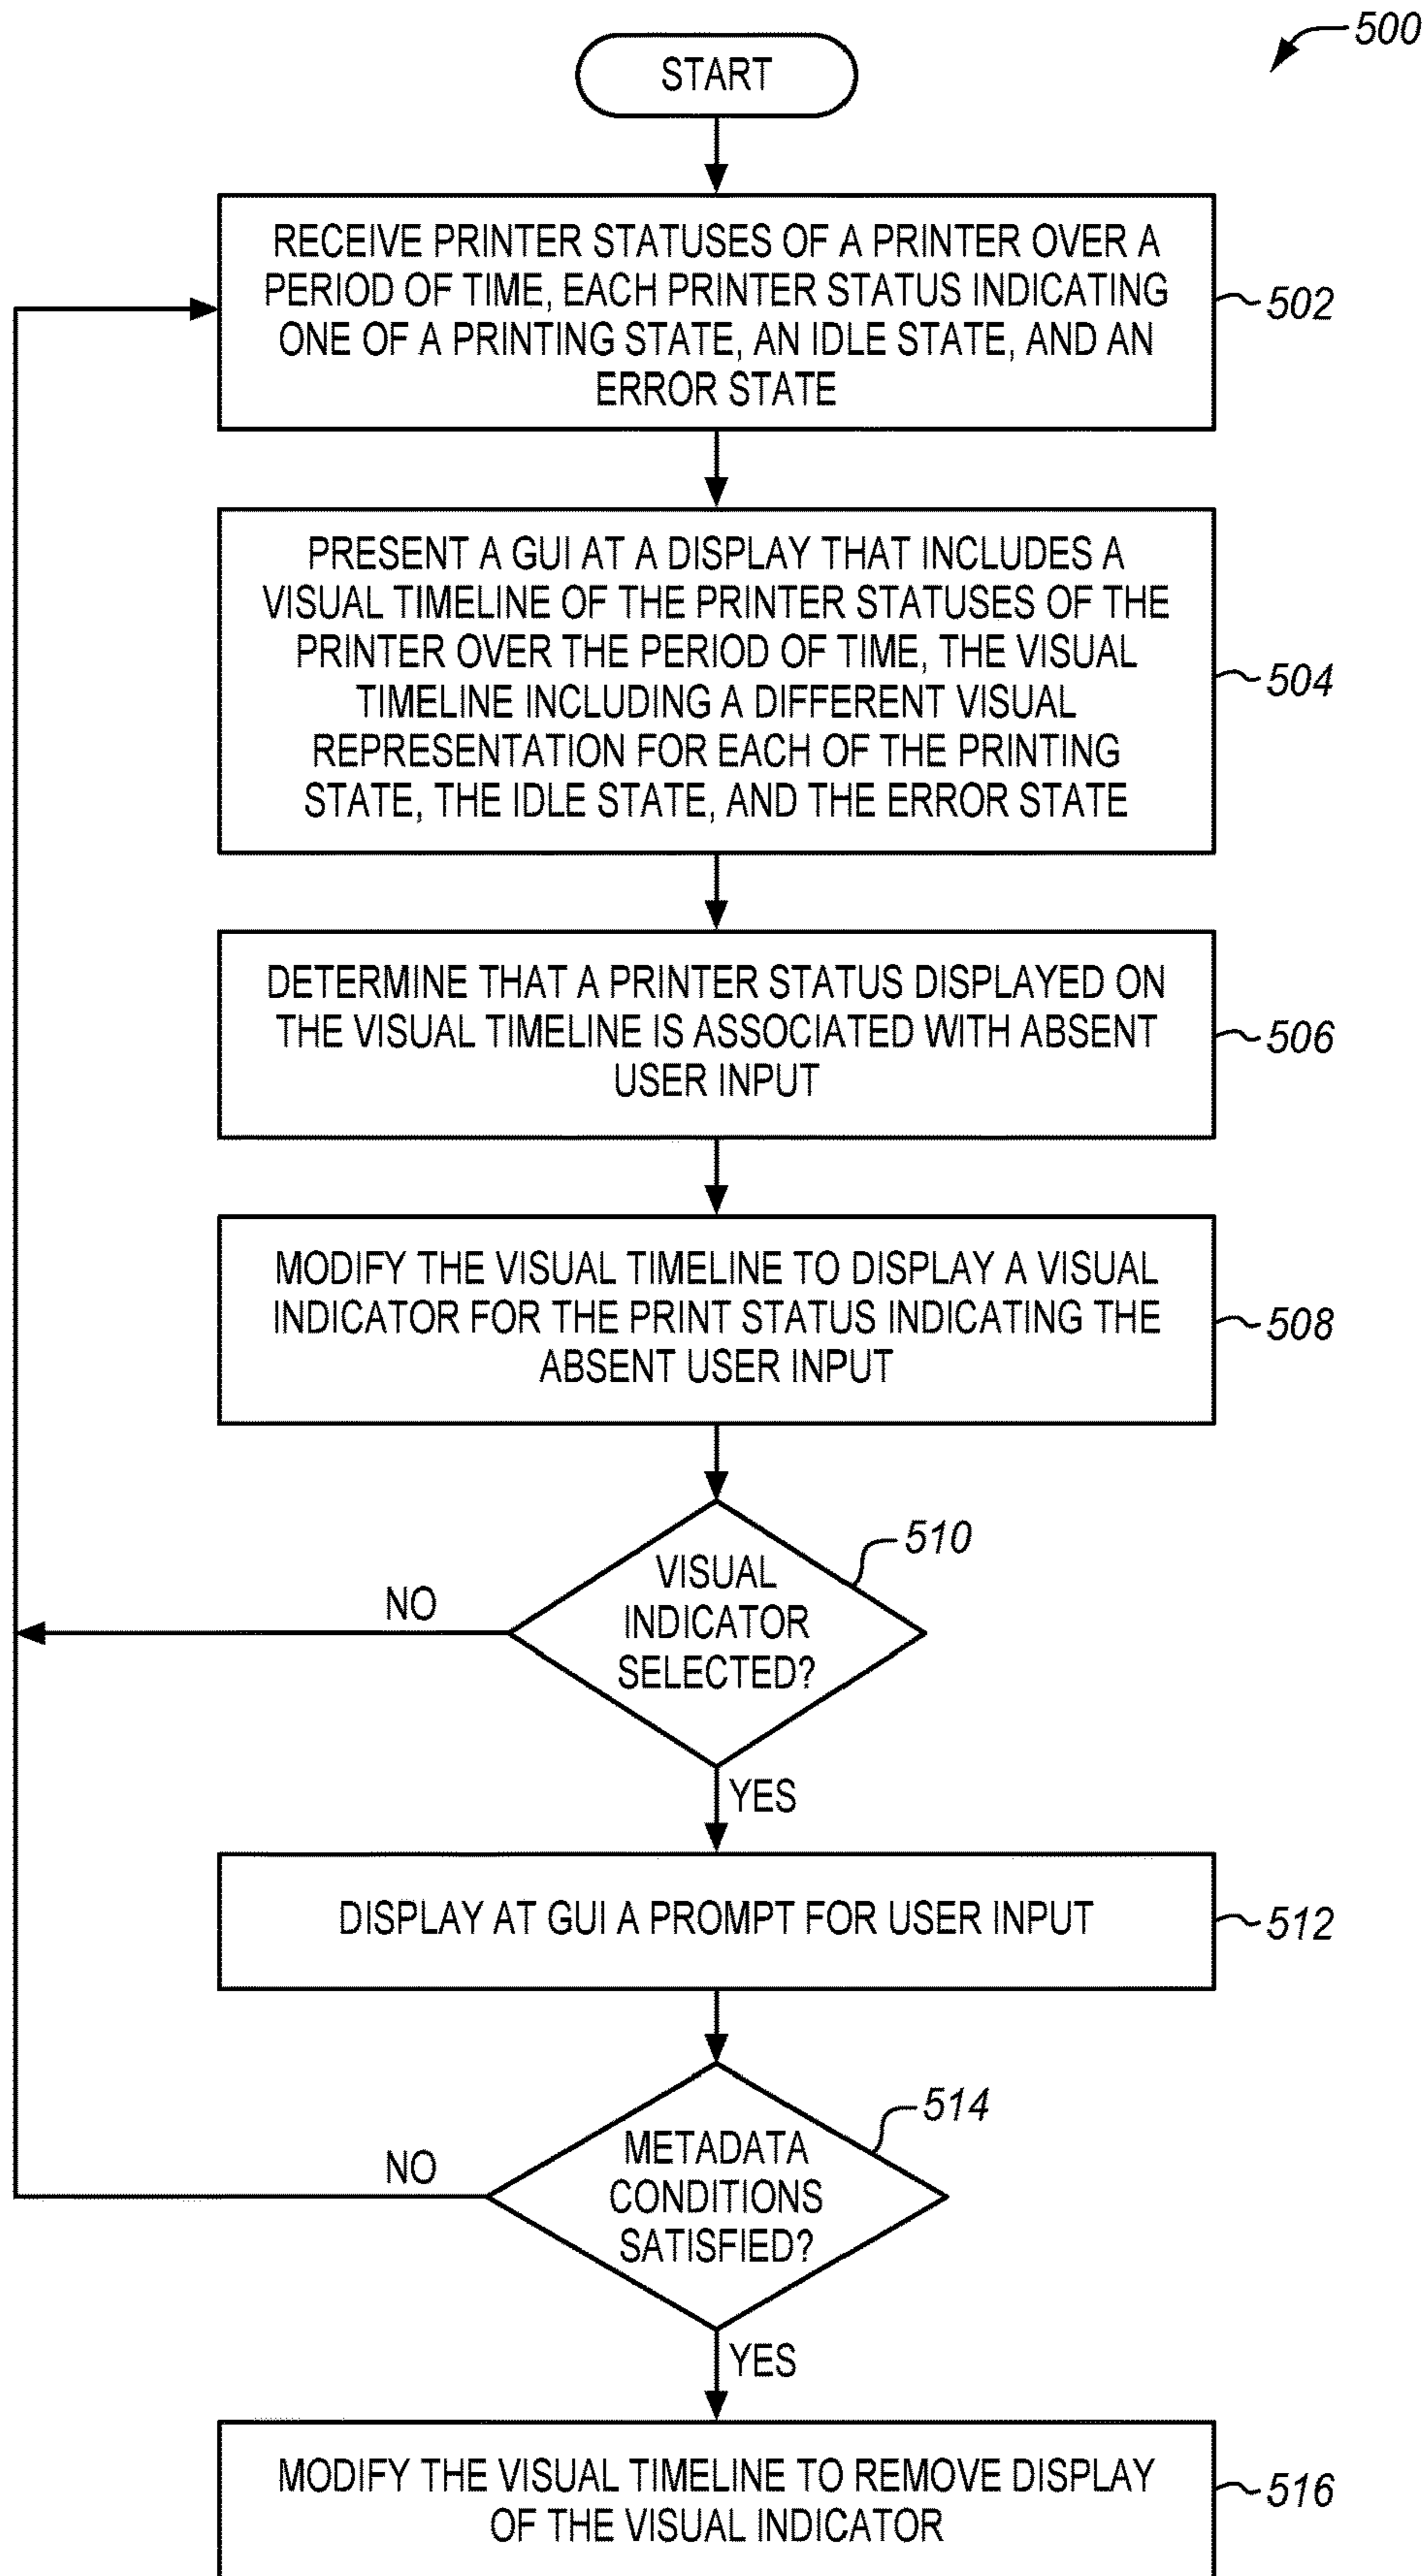 500
START
RECEIVE PRINTER STATUSES OF A PRINTER OVER A
PERIOD OF TIME, EACH PRINTER STATUS INDICATING
ONE OF A PRINTING STATE, AN IDLE STATE, AND AN
ERROR STATE
502
PRESENT A GUI AT A DISPLAY THAT INCLUDES A
VISUAL TIMELINE OF THE PRINTER STATUSES OF THE
PRINTER OVER THE PERIOD OF TIME, THE VISUAL
TIMELINE INCLUDING A DIFFERENT VISUAL
REPRESENTATION FOR EACH OF THE PRINTING
STATE, THE IDLE STATE, AND THE ERROR STATE
504
DETERMINE THAT A PRINTER STATUS DISPLAYED ON
THE VISUAL TIMELINE IS ASSOCIATED WITH ABSENT
USER INPUT
506
MODIFY THE VISUAL TIMELINE TO DISPLAY A VISUAL
INDICATOR FOR THE PRINT STATUS INDICATING THE
ABSENT USER INPUT
508
VISUAL
INDICATOR
SELECTED?
510
NO
YES
DISPLAY AT GUI A PROMPT FOR USER INPUT
512
METADATA
CONDITIONS
SATISFIED?
514
NO
YES
MODIFY THE VISUAL TIMELINE TO REMOVE DISPLAY
OF THE VISUAL INDICATOR
516